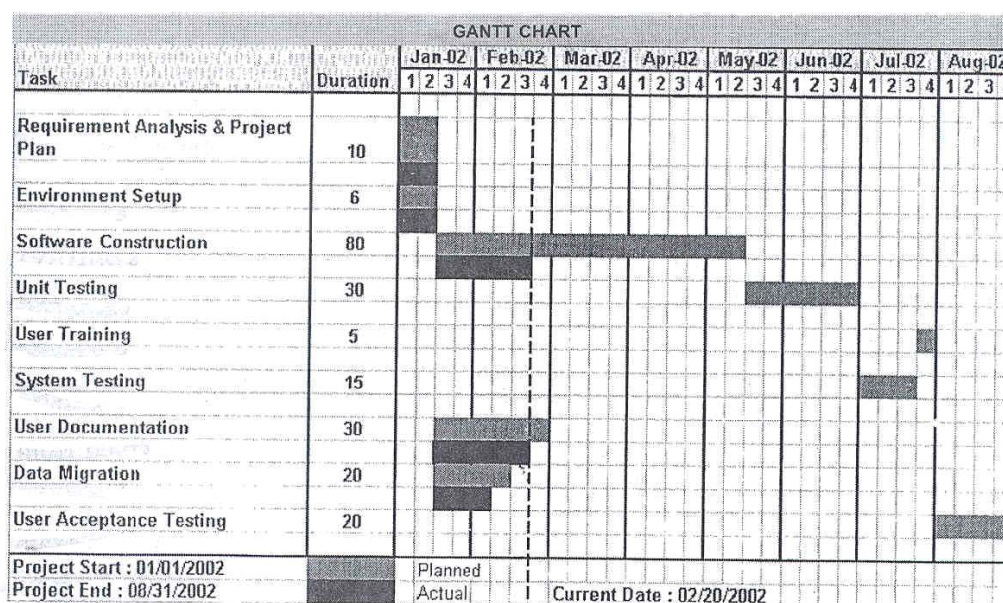 GANTT CHART
Task Duration Jan-02 Feb-02 Mar-02 Apr-02 May-02 Jun-02 Jul-02 Aug-02
1 2 3 4 1 2 3 4 1 2 3 4 1 2 3 4 1 2 3 4 1 2 3 4 1 2 3 4 1 2 3
Requirement Analysis & Project
Plan 10
Environment Setup 6
Software Construction 80
Unit Testing 30
User Training 5
System Testing 15
User Documentation 30
Data Migration 20
User Acceptance Testing 20
Project Start : 01/01/2002 Planned
Project End : 08/31/2002 Actual Current Date : 02/20/2002